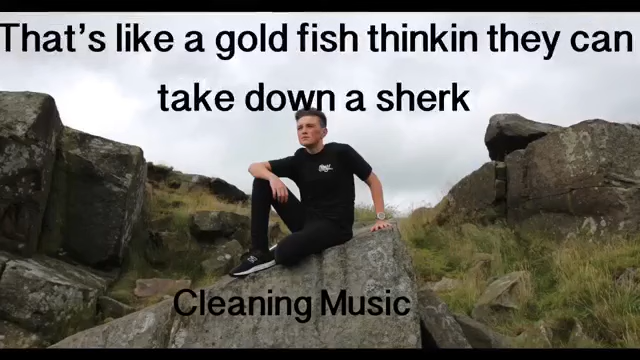 That's like a gold fish thinkin they can
take down a sherk
Cleaning Music